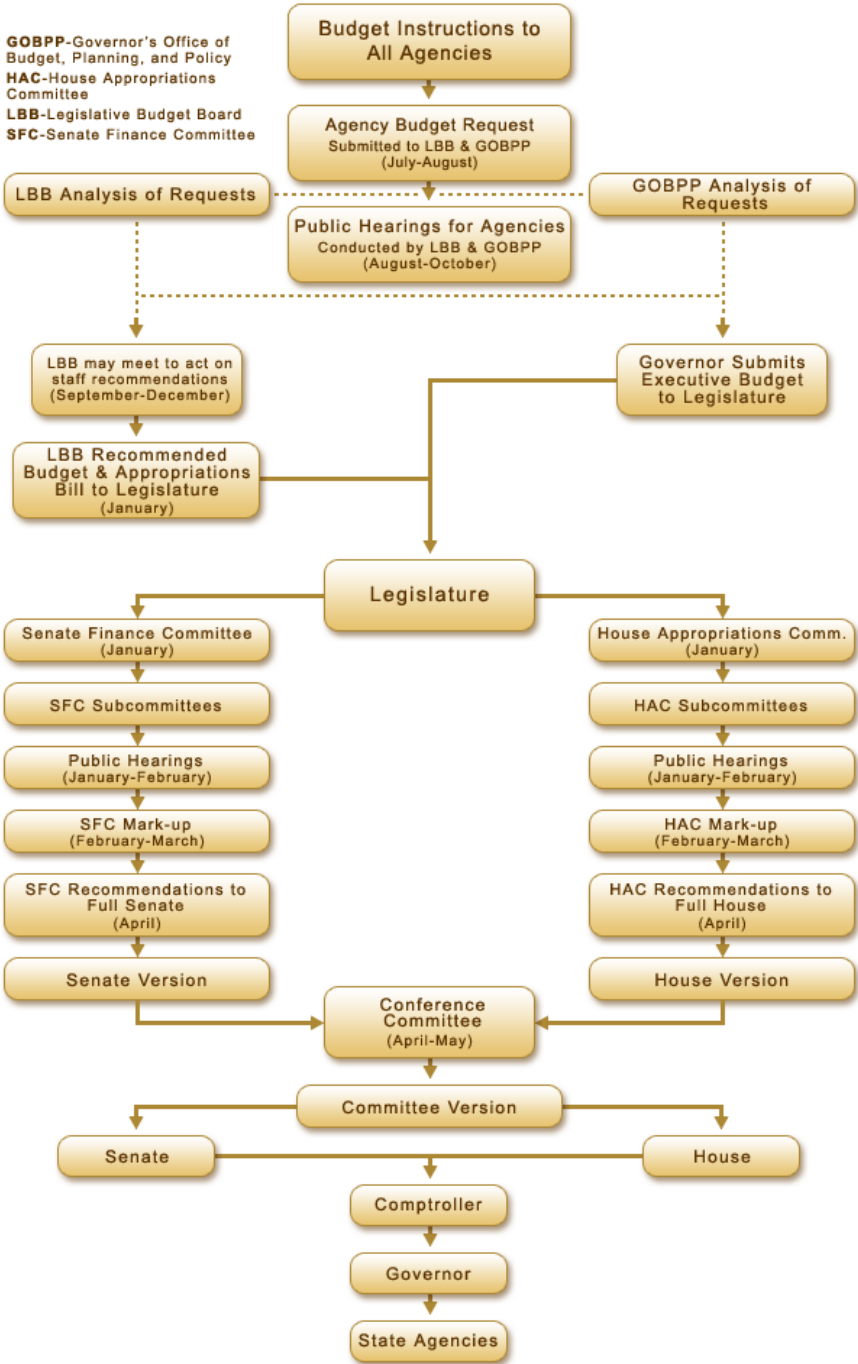 GOBPP-Governor's Office of
Budget, Planning, and Policy
HAC-House Appropriations
Committee
LBB-Legislative Budget Board
SFC-Senate Finance Committee
Budget Instructions to
All Agencies
Agency Budget Request
Submitted to LBB & GOBPP
(July-August)
LBB Analysis of Requests
GOBPP Analysis of
Requests
Public Hearings for Agencies
Conducted by LBB & GOBPP
(August-October)
LBB may meet to act on
staff recommendations
(September-December)
Governor Submits
Executive Budget
to Legislature
LBB Recommended
Budget & Appropriations
Bill to Legislature
(January)
Legislature
Senate Finance Committee
(January)
House Appropriations Comm.
(January)
SFC Subcommittees
HAC Subcommittees
Public Hearings
(January-February)
Public Hearings
(January-February)
SFC Mark-up
(February-March)
HAC Mark-up
(February-March)
SFC Recommendations to
Full Senate
(April)
HAC Recommendations to
Full House
(April)
Senate Version
House Version
Conference
Committee
(April-May)
Committee Version
Senate
House
Comptroller
Governor
State Agencies